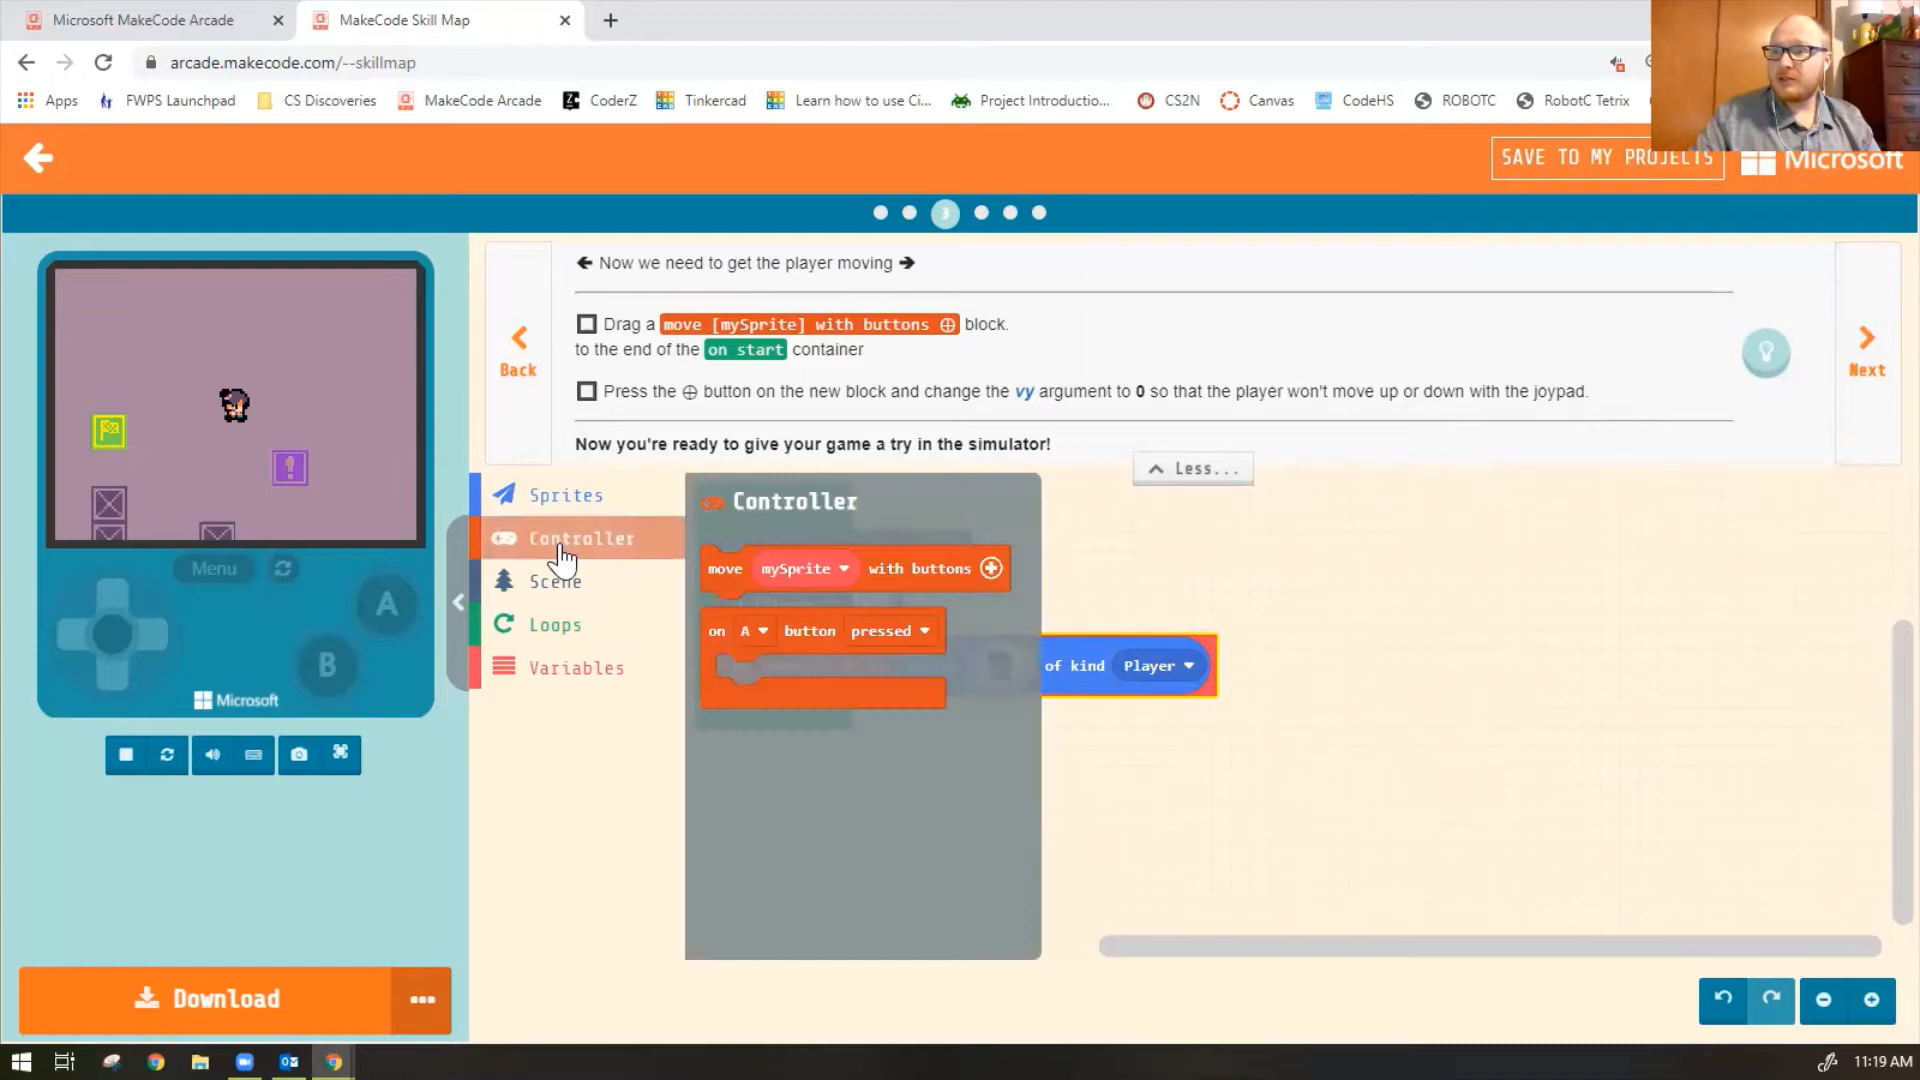 Microsoft MakeCode Arcade
MakeCode Skill Map
arcade.makecode.com/--skillmap
Apps
FWPS Launchpad
CS Discoveries
MakeCode Arcade
CoderZ
Tinkercad
Learn how to use Ci...
Project Introductio...
CS2N
Canvas
CodeHS
ROBOTC
RobotC Tetrix
SAVE TO MY PROJECTS
Microsoft
3
Now we need to get the player moving
Drag a move [mySprite] with buttons ⊕ block.
to the end of the on start container
Press the ⊕ button on the new block and change the vy argument to 0 so that the player won't move up or down with the joypad.
Now you're ready to give your game a try in the simulator!
Back
Next
Less...
Sprites
Controller
Scene
Loops
Variables
Controller
move mySprite with buttons
on A button pressed
of kind Player
Menu
A
B
Microsoft
Download
11:19 AM